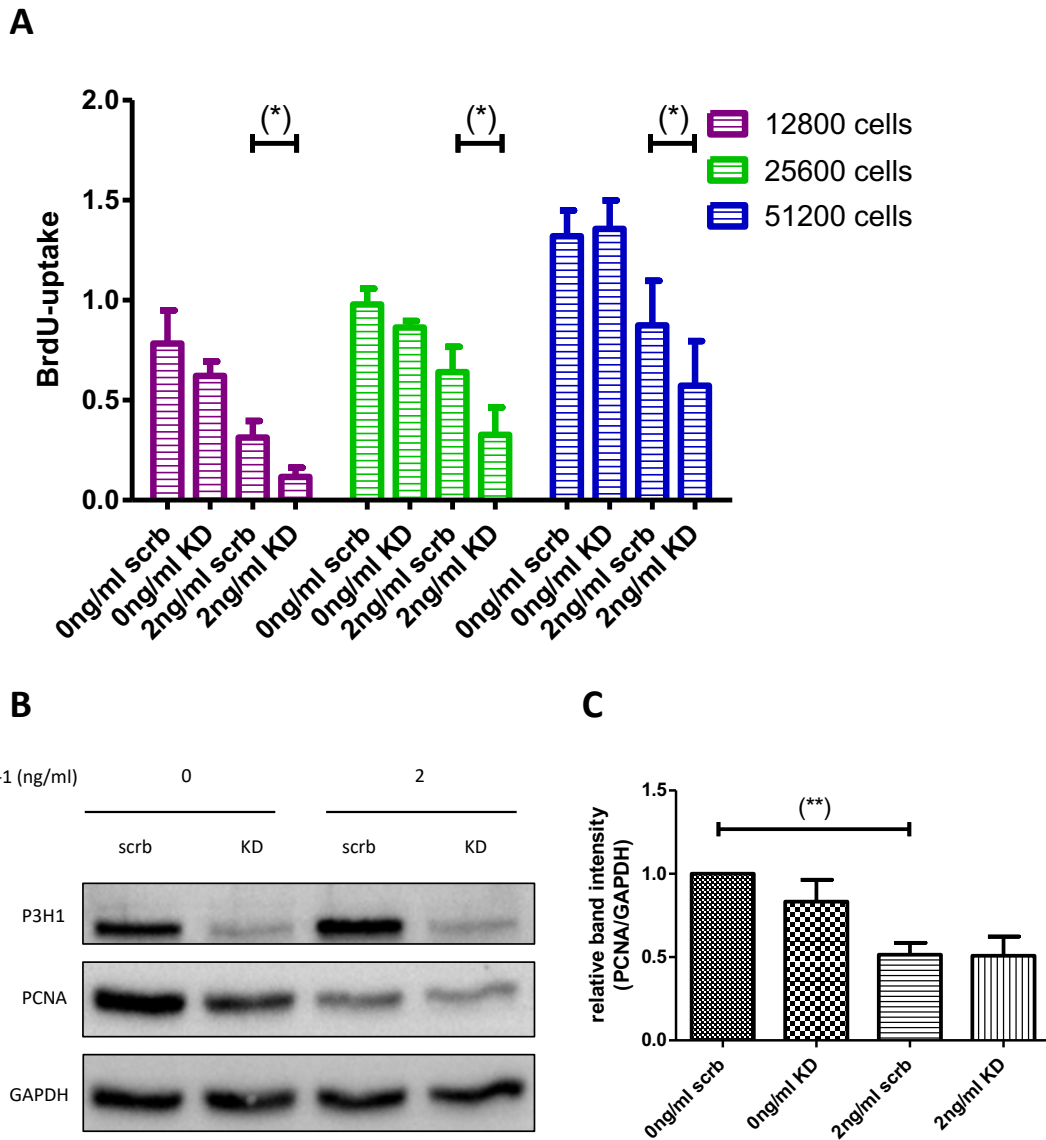 A
2.0
1.5
1.0
0.5
0.0
BrdU-uptake
(*)
(*)
(*)
12800 cells
25600 cells
51200 cells
0ng/ml scrb
0ng/ml KD
2ng/ml scrb
2ng/ml KD
0ng/ml scrb
0ng/ml KD
2ng/ml scrb
2ng/ml KD
0ng/ml scrb
0ng/ml KD
2ng/ml scrb
2ng/ml KD
B
-1 (ng/ml)
0
2
scrb
KD
scrb
KD
P3H1
PCNA
GAPDH
C
1.5
1.0
0.5
0.0
relative band intensity
(PCNA/GAPDH)
(**)
0ng/ml scrb
0ng/ml KD
2ng/ml scrb
2ng/ml KD